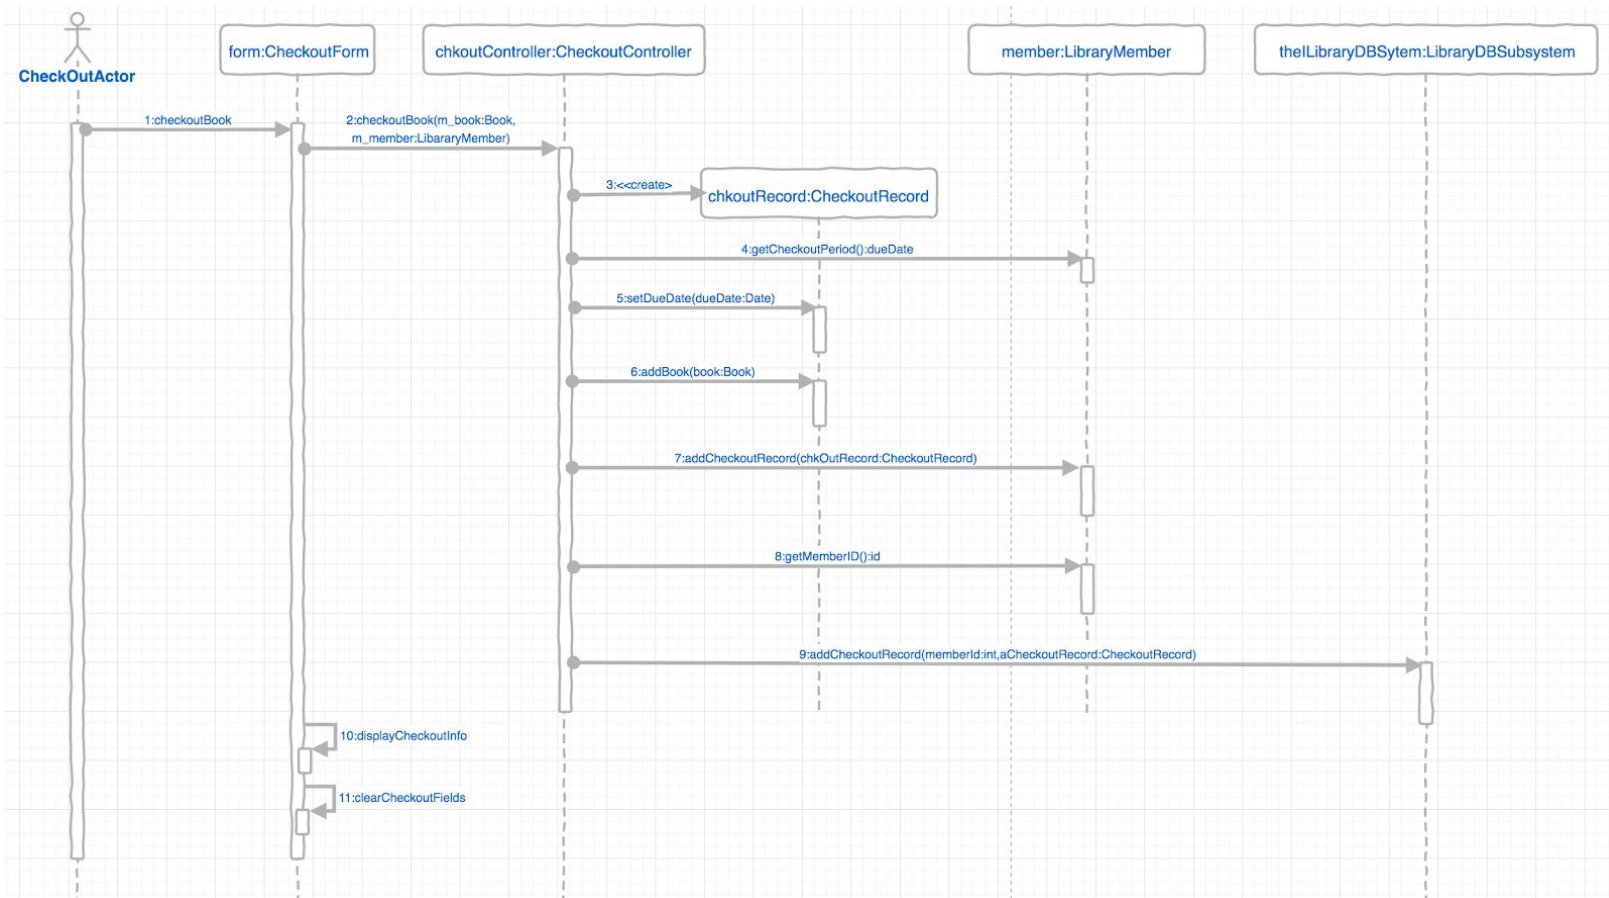 form:CheckoutForm
chkoutController:CheckoutController
member:LibraryMember
theILibraryDBSytem:LibraryDBSubsystem
CheckOutActor
1:checkoutBook
2:checkoutBook(m_book:Book,
m_member:LibararyMember)
3:<<create>
chkoutRecord:CheckoutRecord
4:getCheckoutPeriod():dueDate
5:setDueDate(dueDate:Date)
6:addBook(book:Book)
7:addCheckoutRecord(chkOutRecord:CheckoutRecord)
8:getMemberID():id
9:addCheckoutRecord(memberId:int,aCheckoutRecord:CheckoutRecord)
10:displayCheckoutInfo
11:clearCheckoutFields